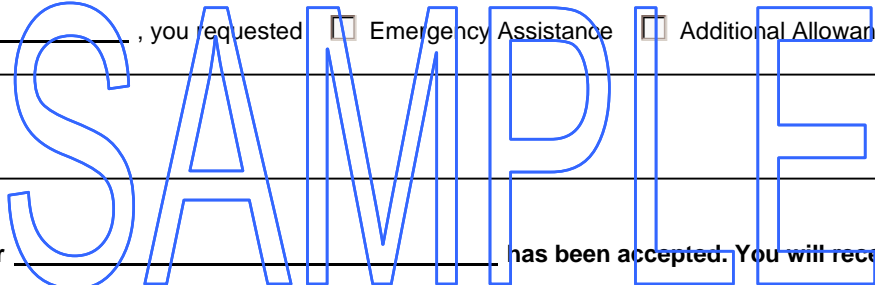 , you requested Emergency Assistance Additional Allowan
SAMPLE
has been accepted. You will rece